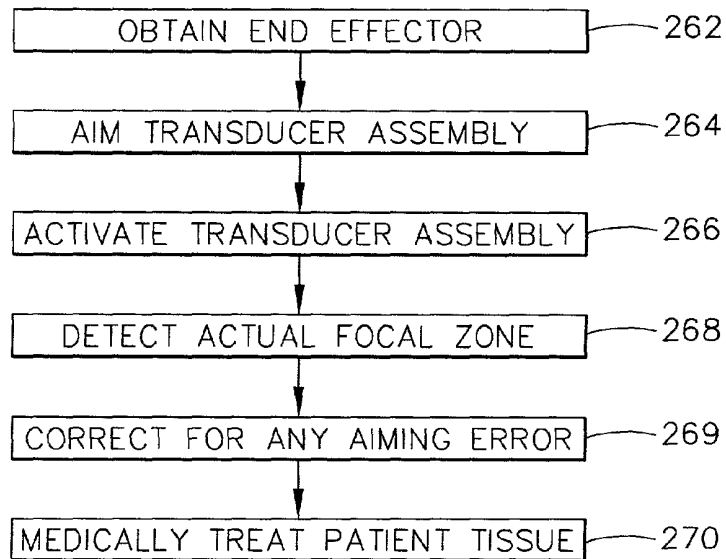 OBTAIN END EFFECTOR 262
AIM TRANSDUCER ASSEMBLY 264
ACTIVATE TRANSDUCER ASSEMBLY 266
DETECT ACTUAL FOCAL ZONE 268
CORRECT FOR ANY AIMING ERROR 269
MEDICALLY TREAT PATIENT TISSUE 270